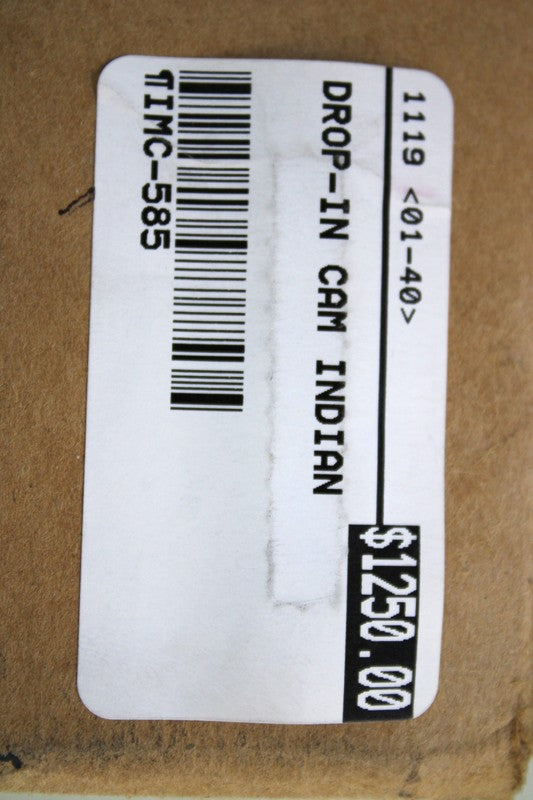 1119 <01-40>
$1250.00
DROP-IN CAM INDIAN
TIMC-585